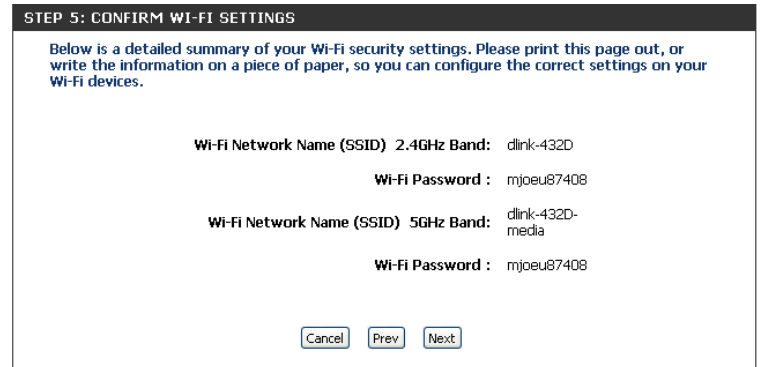 STEP 5: CONFIRM WI-FI SETTINGS
Below is a detailed summary of your Wi-Fi security settings. Please print this page out, or
write the information on a piece of paper, so you can configure the correct settings on your
Wi-Fi devices.
Wi-Fi Network Name (SSID) 2.4GHz Band: dlink-432D
Wi-Fi Password : mjoeu87408
Wi-Fi Network Name (SSID) 5GHz Band: dlink-432D-
media
Wi-Fi Password : mjoeu87408
Cancel Prev Next